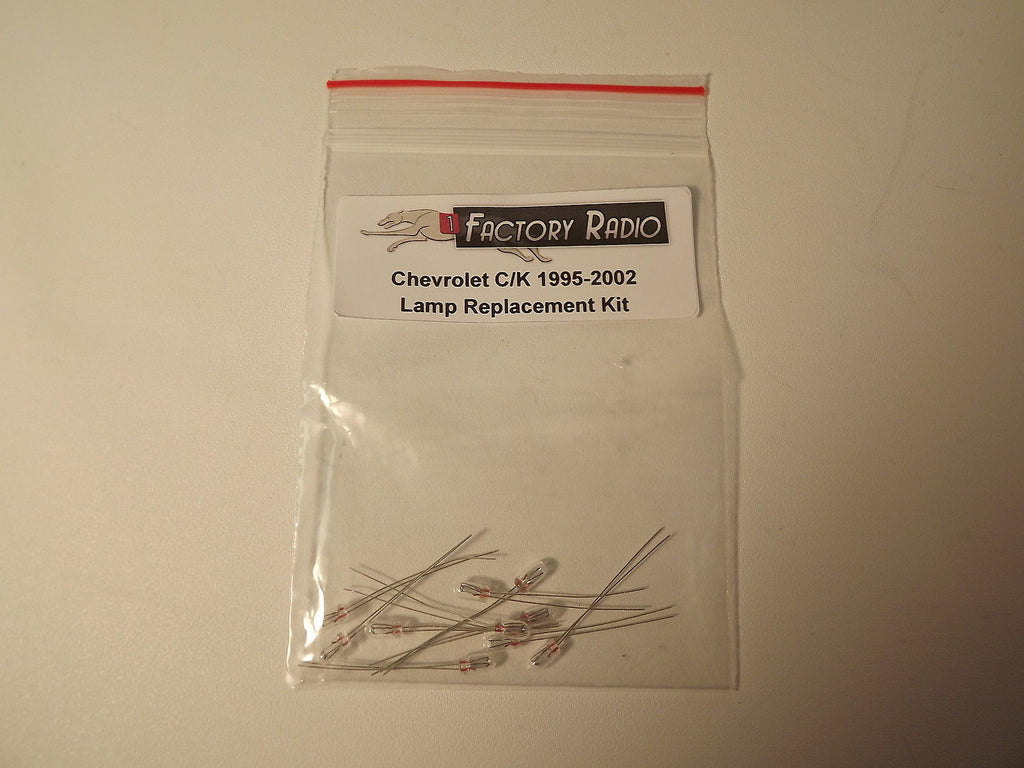 1 FACTORY RADIO
Chevrolet C/K 1995-2002
Lamp Replacement Kit